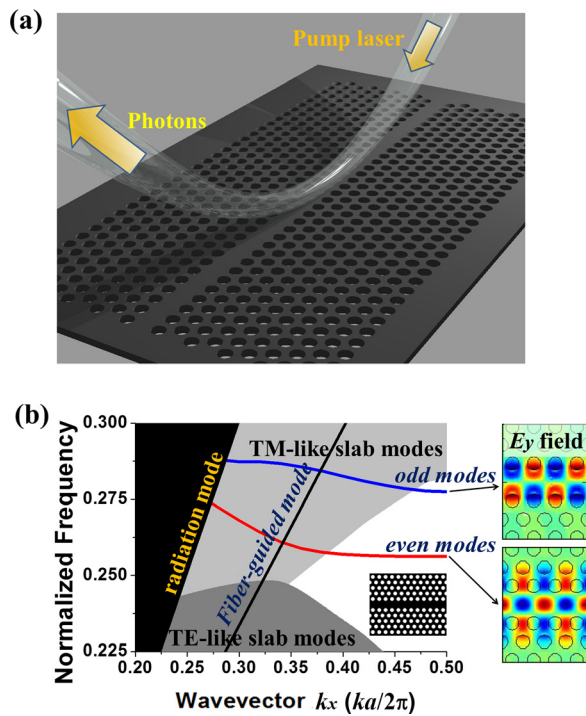 (a)
Pump laser
Photons
(b)
Normalized Frequency
0.300
0.275
0.250
0.225
0.20 0.25 0.30 0.35 0.40 0.45 0.50
Wavevector kx (ka/2π)
radiation mode
Fiber-guided mode
TM-like slab modes
odd modes
even modes
TE-like slab modes
Ey field